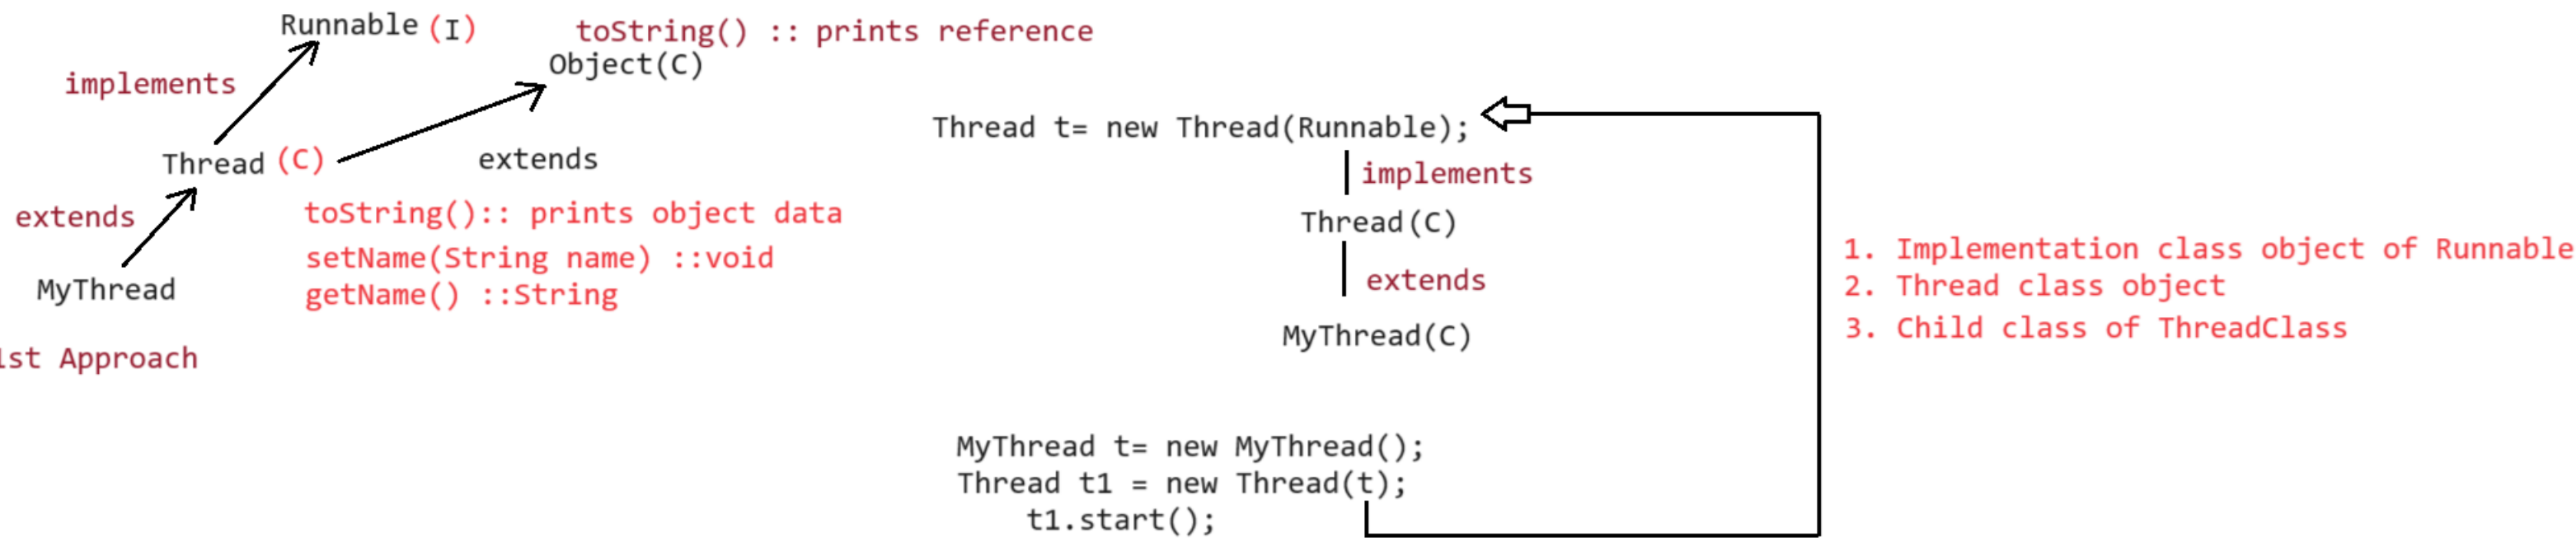 Runnable (I)
toString() :: prints reference
Object(C)
implements
Thread (C)
extends
extends
toString():: prints object data
setName(String name) ::void
getName() ::String
MyThread
1st Approach
Thread t= new Thread(Runnable);
implements
Thread(C)
extends
MyThread(C)
MyThread t= new MyThread();
Thread t1 = new Thread(t);
t1.start();
1. Implementation class object of Runnable
2. Thread class object
3. Child class of ThreadClass